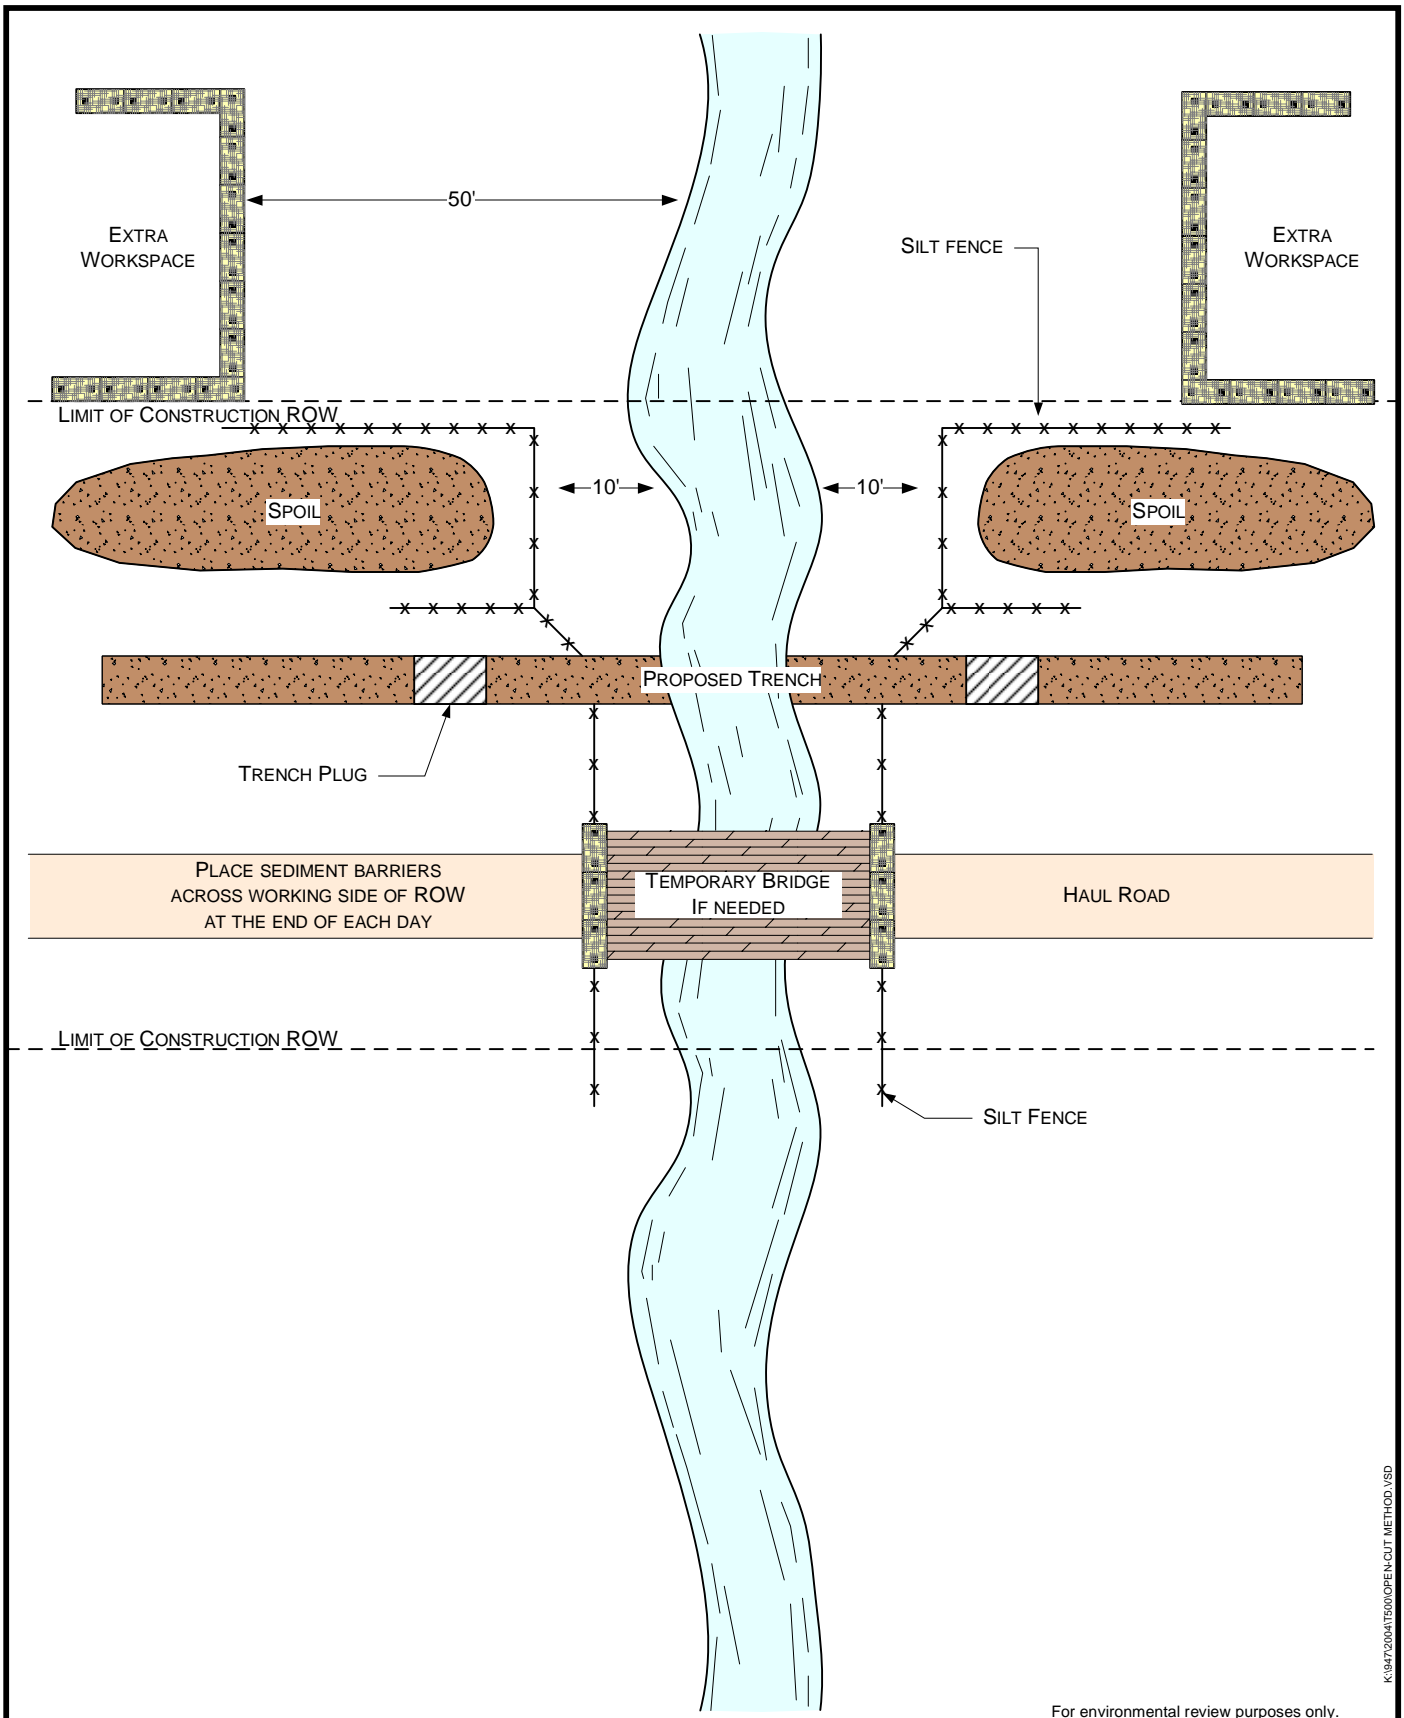 50'
EXTRA
WORKSPACE
SILT FENCE
EXTRA
WORKSPACE
LIMIT OF CONSTRUCTION ROW
X X X X X X X X X X
X X X X X X X X X X
X
X
10'
10'
SPOIL
SPOIL
X
X
X
X
X
X
X X X X X
X X X X X
X X
X X
PROPOSED TRENCH
X
X
X
X
TRENCH PLUG
X
X
PLACE SEDIMENT BARRIERS
ACROSS WORKING SIDE OF ROW
AT THE END OF EACH DAY
TEMPORARY BRIDGE
IF NEEDED
HAUL ROAD
X
X
LIMIT OF CONSTRUCTION ROW
X
X
X
X
SILT FENCE
K:\947\2004\T500\OPEN-CUT METHOD.VSD
For environmental review purposes only.